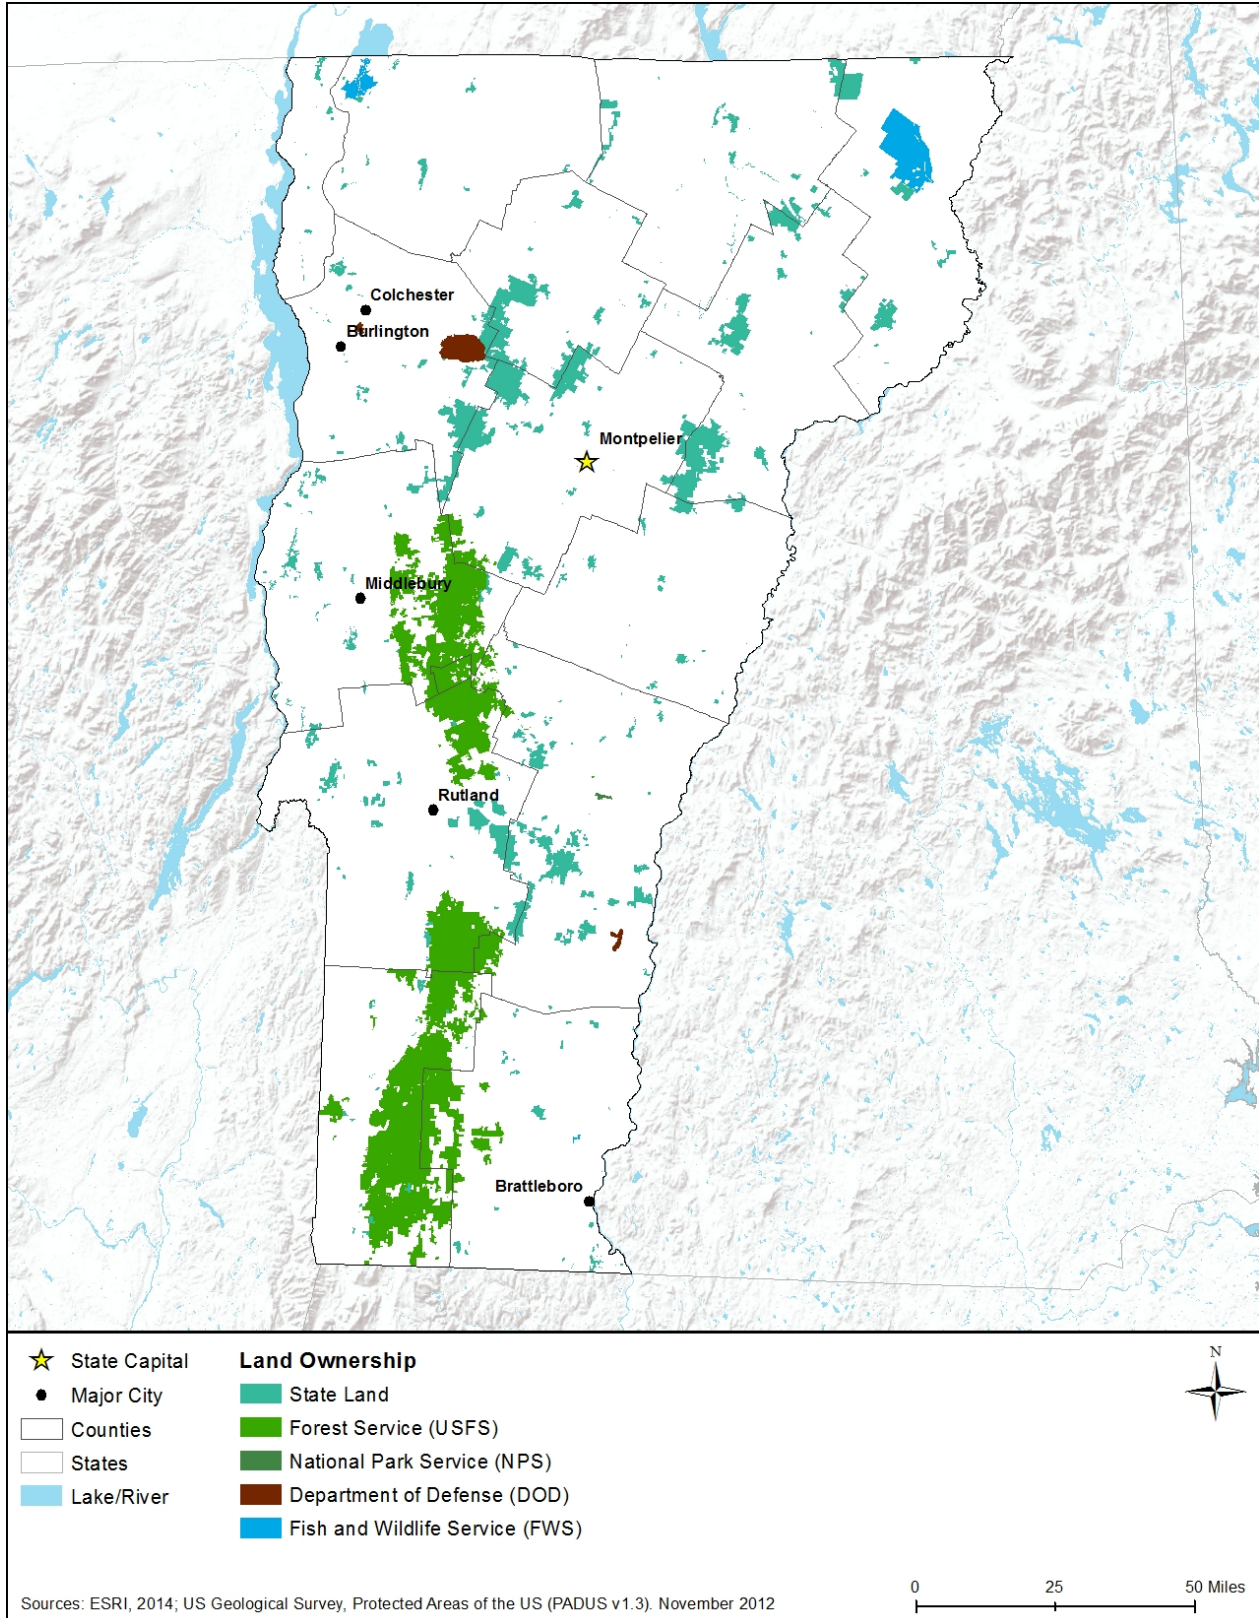 Colchester
Burlington
Montpelier
Middlebury
Rutland
Brattleboro
State Capital
Major City
Counties
States
Lake/River
Land Ownership
State Land
Forest Service (USFS)
National Park Service (NPS)
Department of Defense (DOD)
Fish and Wildlife Service (FWS)
N
0 25 50 Miles
Sources: ESRI, 2014; US Geological Survey, Protected Areas of the US (PADUS v1.3). November 2012